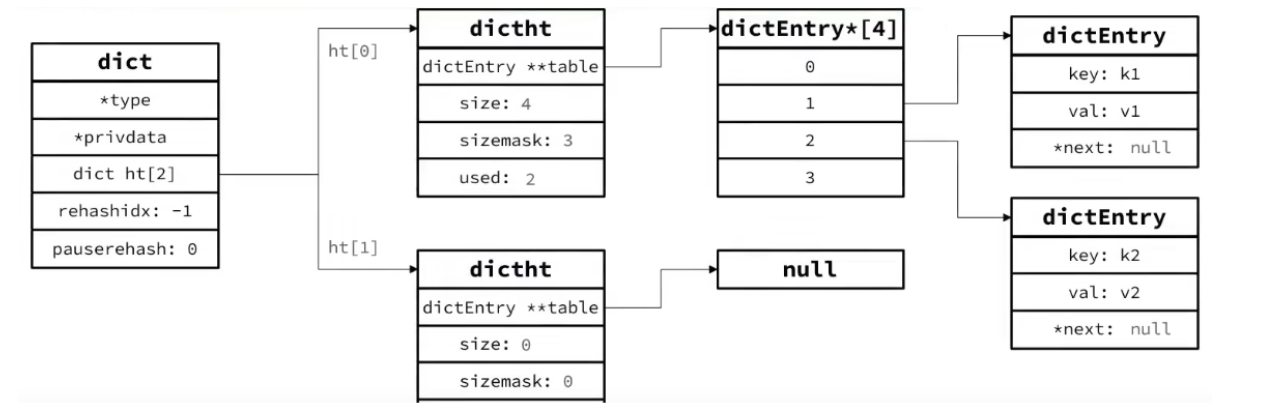 dict
*type
*privdata
dict ht[2]
rehashidx: -1
pauserehash: 0
ht[0]
ht[1]
dictht
dictEntry **table
size: 4
sizemask: 3
used: 2
dictht
dictEntry **table
size: 0
sizemask: 0
dictEntry*[4]
0
1
2
3
null
dictEntry
key: k1
val: v1
*next: null
dictEntry
key: k2
val: v2
*next: null